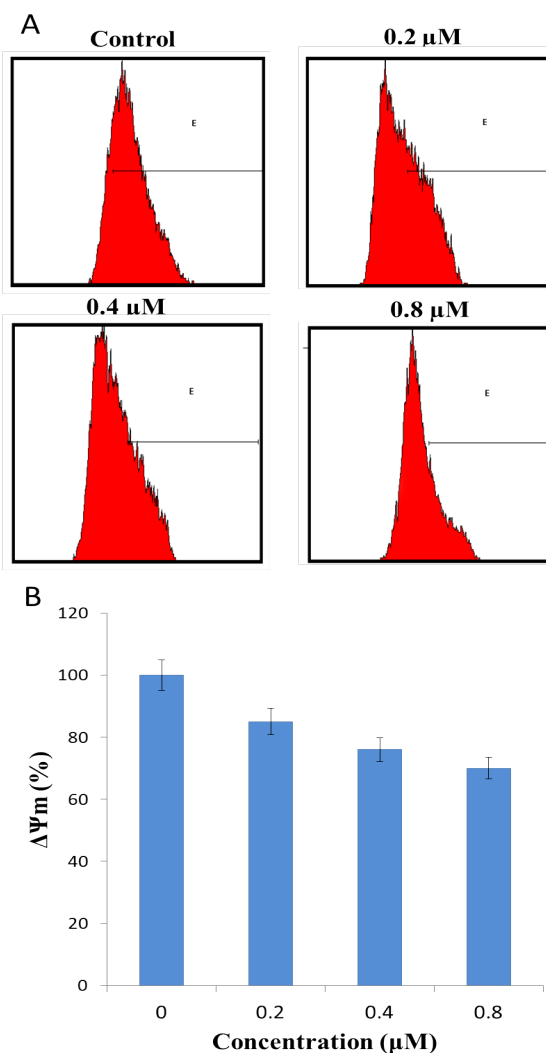 A
Control
0.2 μM
E
E
0.4 μM
0.8 μM
E
E
B
120
100
80
60
40
20
0
ΔΨm (%)
0 0.2 0.4 0.8
Concentration (μM)